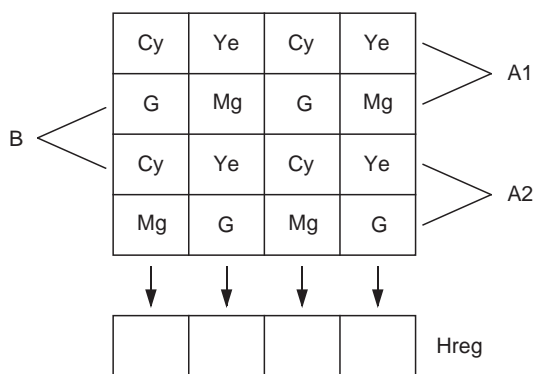 Cy Ye Cy Ye
A1
G Mg G Mg
B
Cy Ye Cy Ye
A2
Mg G Mg G
Hreg